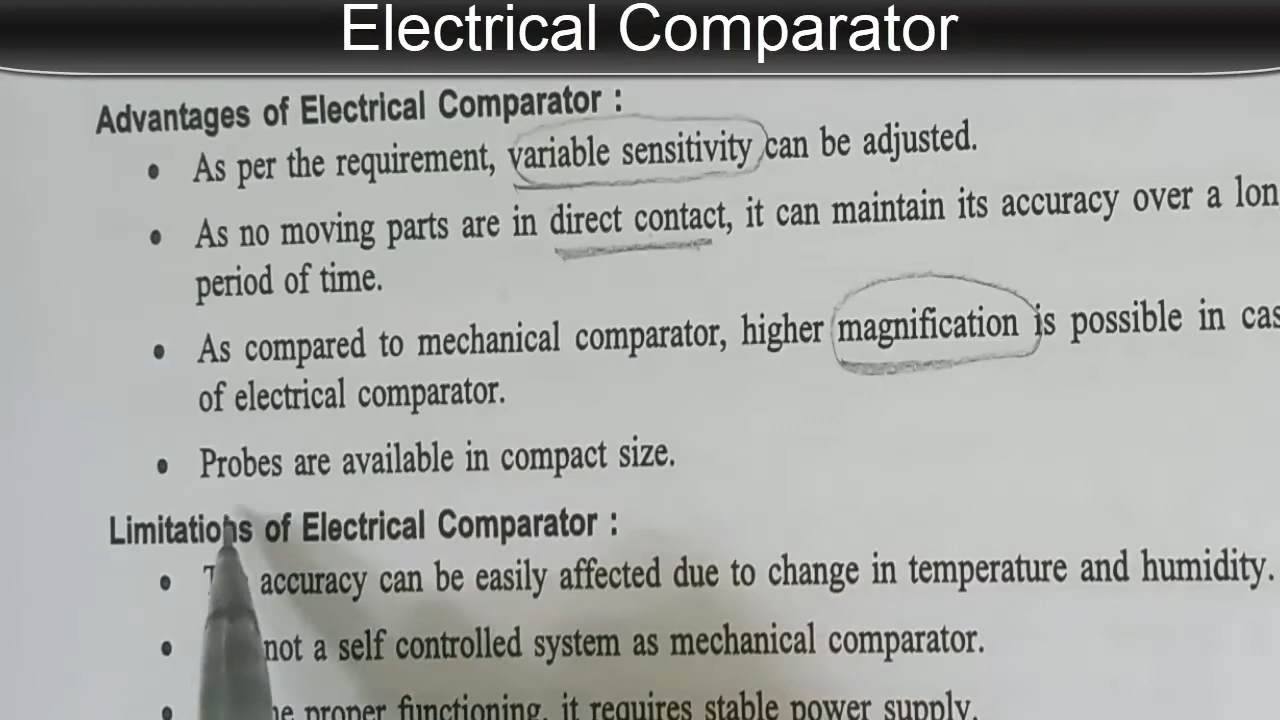 Electrical Comparator
Advantages of Electrical Comparator :
• As per the requirement, variable sensitivity can be adjusted.
• As no moving parts are in direct contact, it can maintain its accuracy over a lon
period of time.
• As compared to mechanical comparator, higher magnification is possible in cas
of electrical comparator.
• Probes are available in compact size.
Limitations of Electrical Comparator :
• accuracy can be easily affected due to change in temperature and humidity.
• not a self controlled system as mechanical comparator.
• proper functioning, it requires stable power supply.